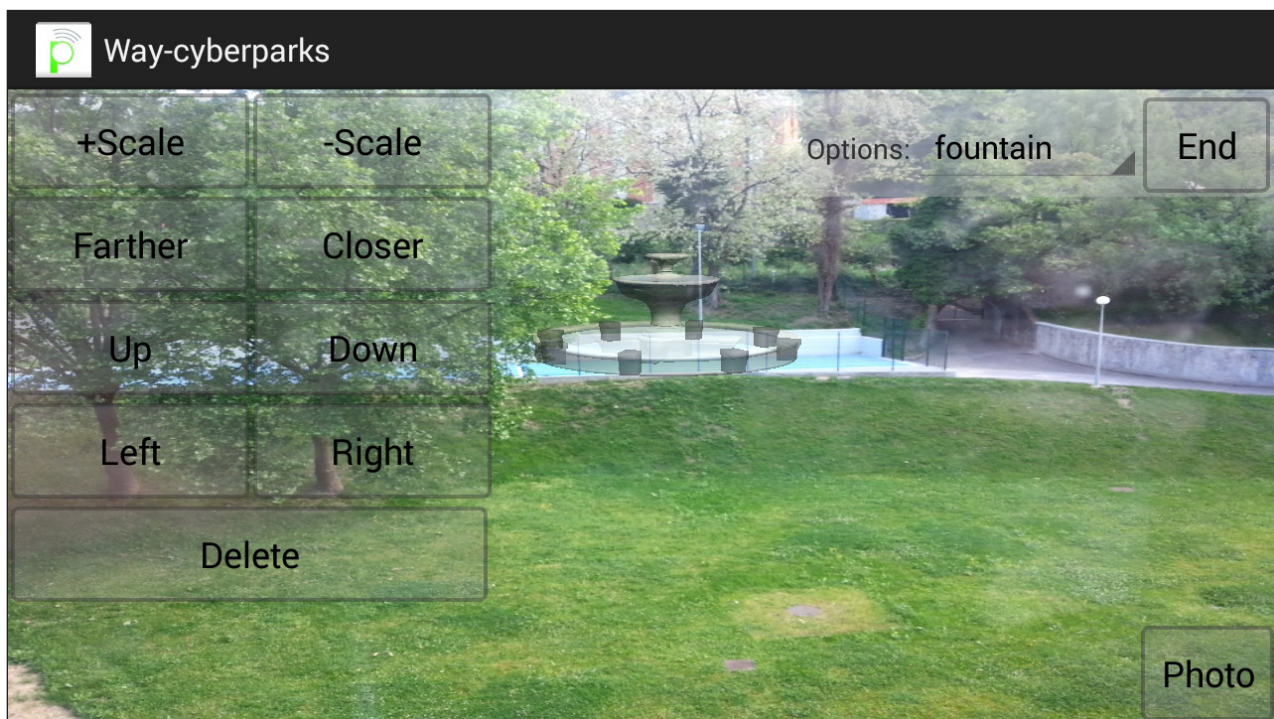 Way-cyberparks
+Scale -Scale Options: fountain End
Farther Closer
Up Down
Left Right
Delete
Photo